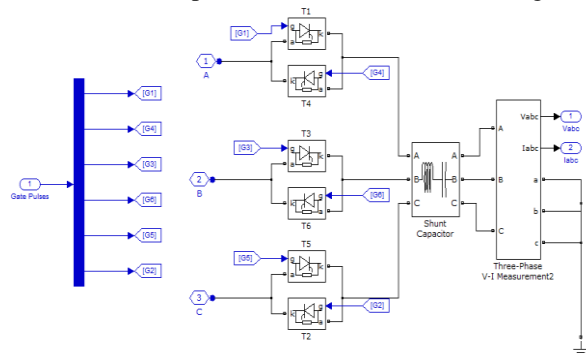 T1
[G1]
g
k
a
1
A
k
g
[G4]
a
T4
[G1]
[G4]
[G3]
[G6]
[G5]
[G2]
1
Gate Pulses
T3
[G3]
g
k
a
2
B
k
g
[G6]
a
T6
T5
[G5]
g
k
a
3
C
k
g
[G2]
a
T2
A A
B B
C C
Shunt
Capacitor
Vabc
A
Iabc
B
a
b
C
c
Three-Phase
V-I Measurement2
1
Vabc
2
Iabc